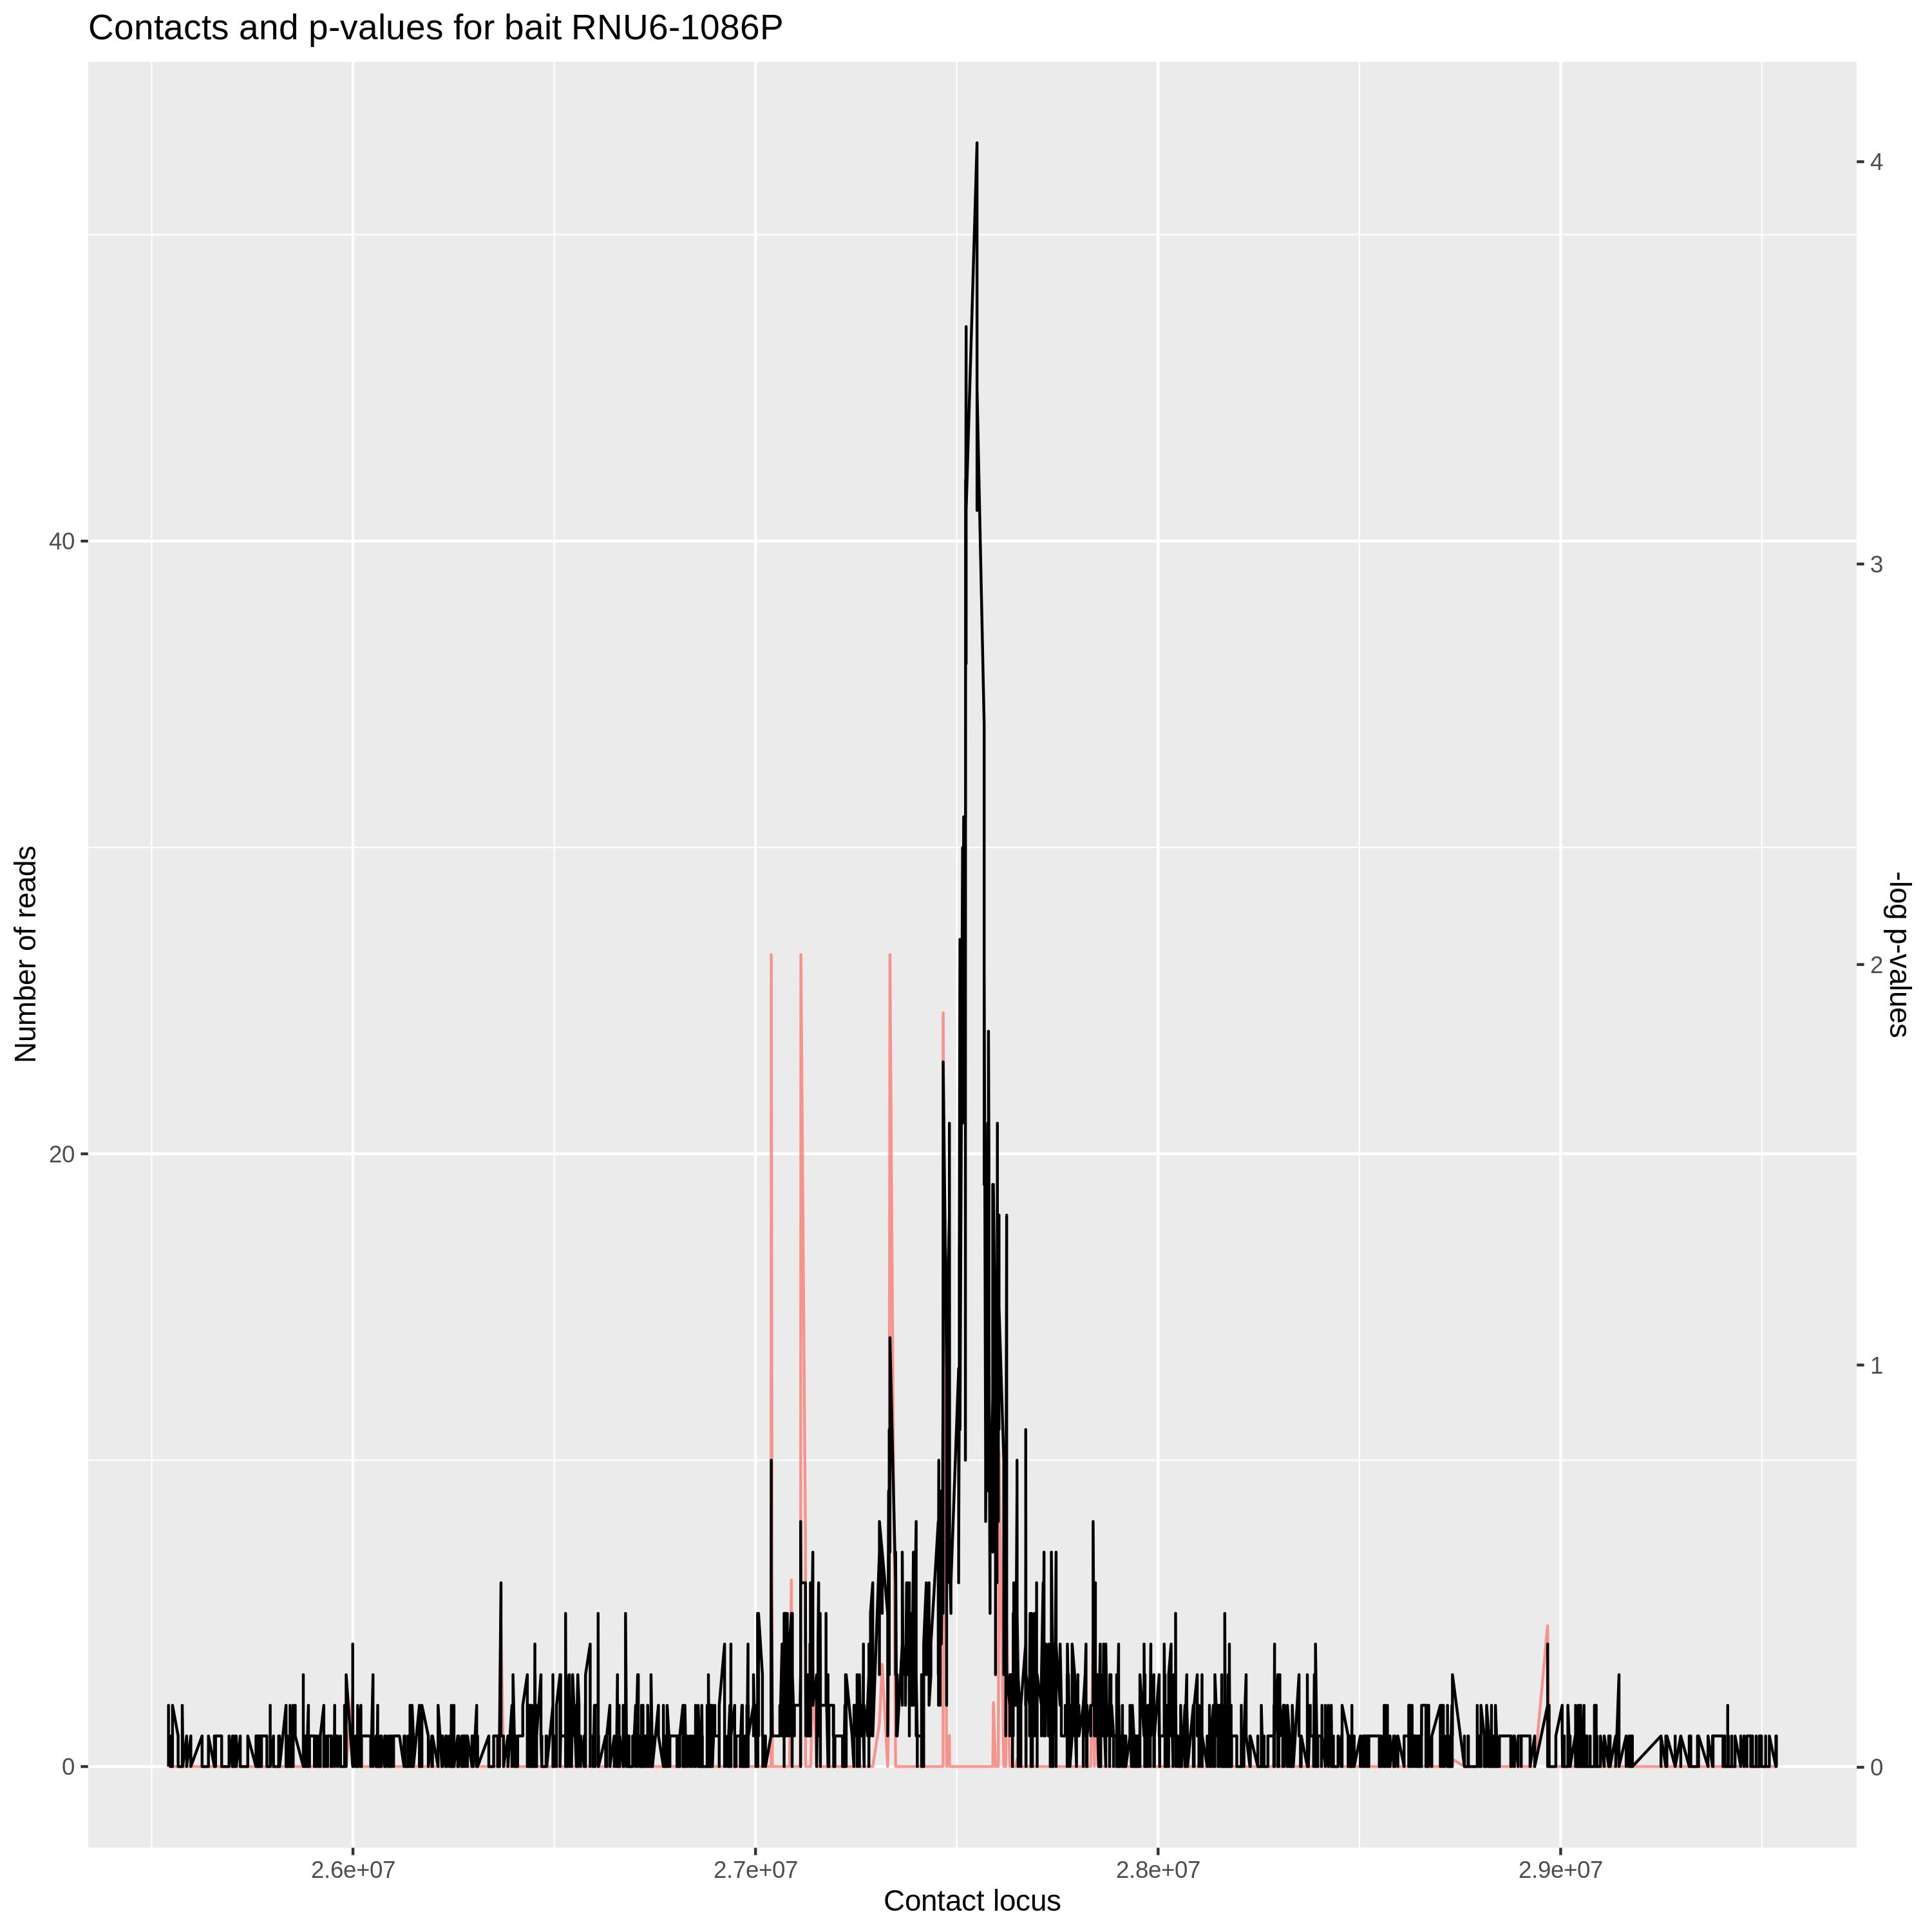 Contacts and p-values for bait RNU6-1086P
4
40
3
Number of reads
-log p-values
2
20
1
0
0
2.6e+07
2.7e+07
2.8e+07
2.9e+07
Contact locus